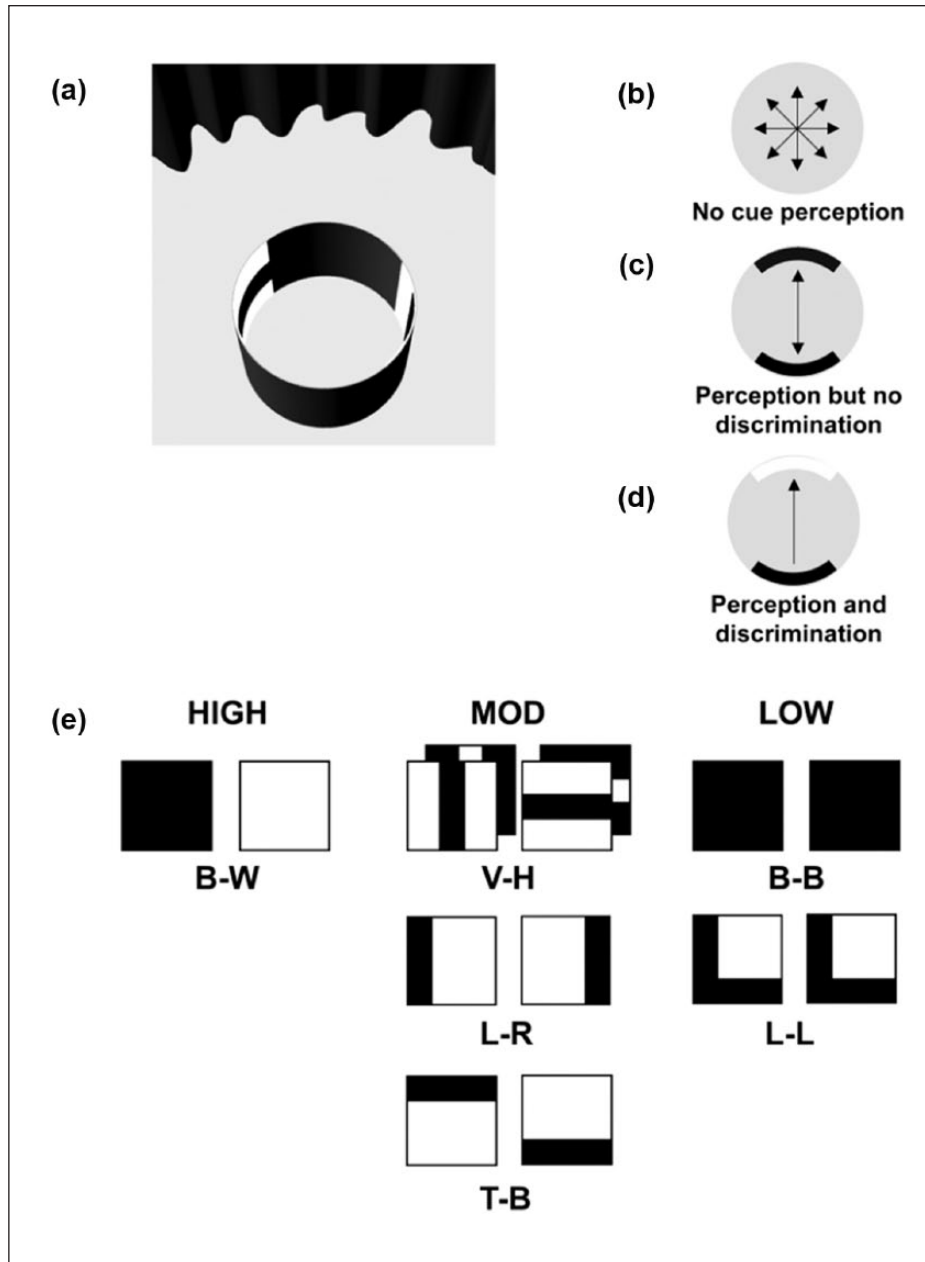 (a)
(b)
No cue perception
(c)
Perception but no
discrimination
(d)
Perception and
discrimination
(e)
HIGH
MOD
LOW
B-W
V-H
B-B
L-R
L-L
T-B